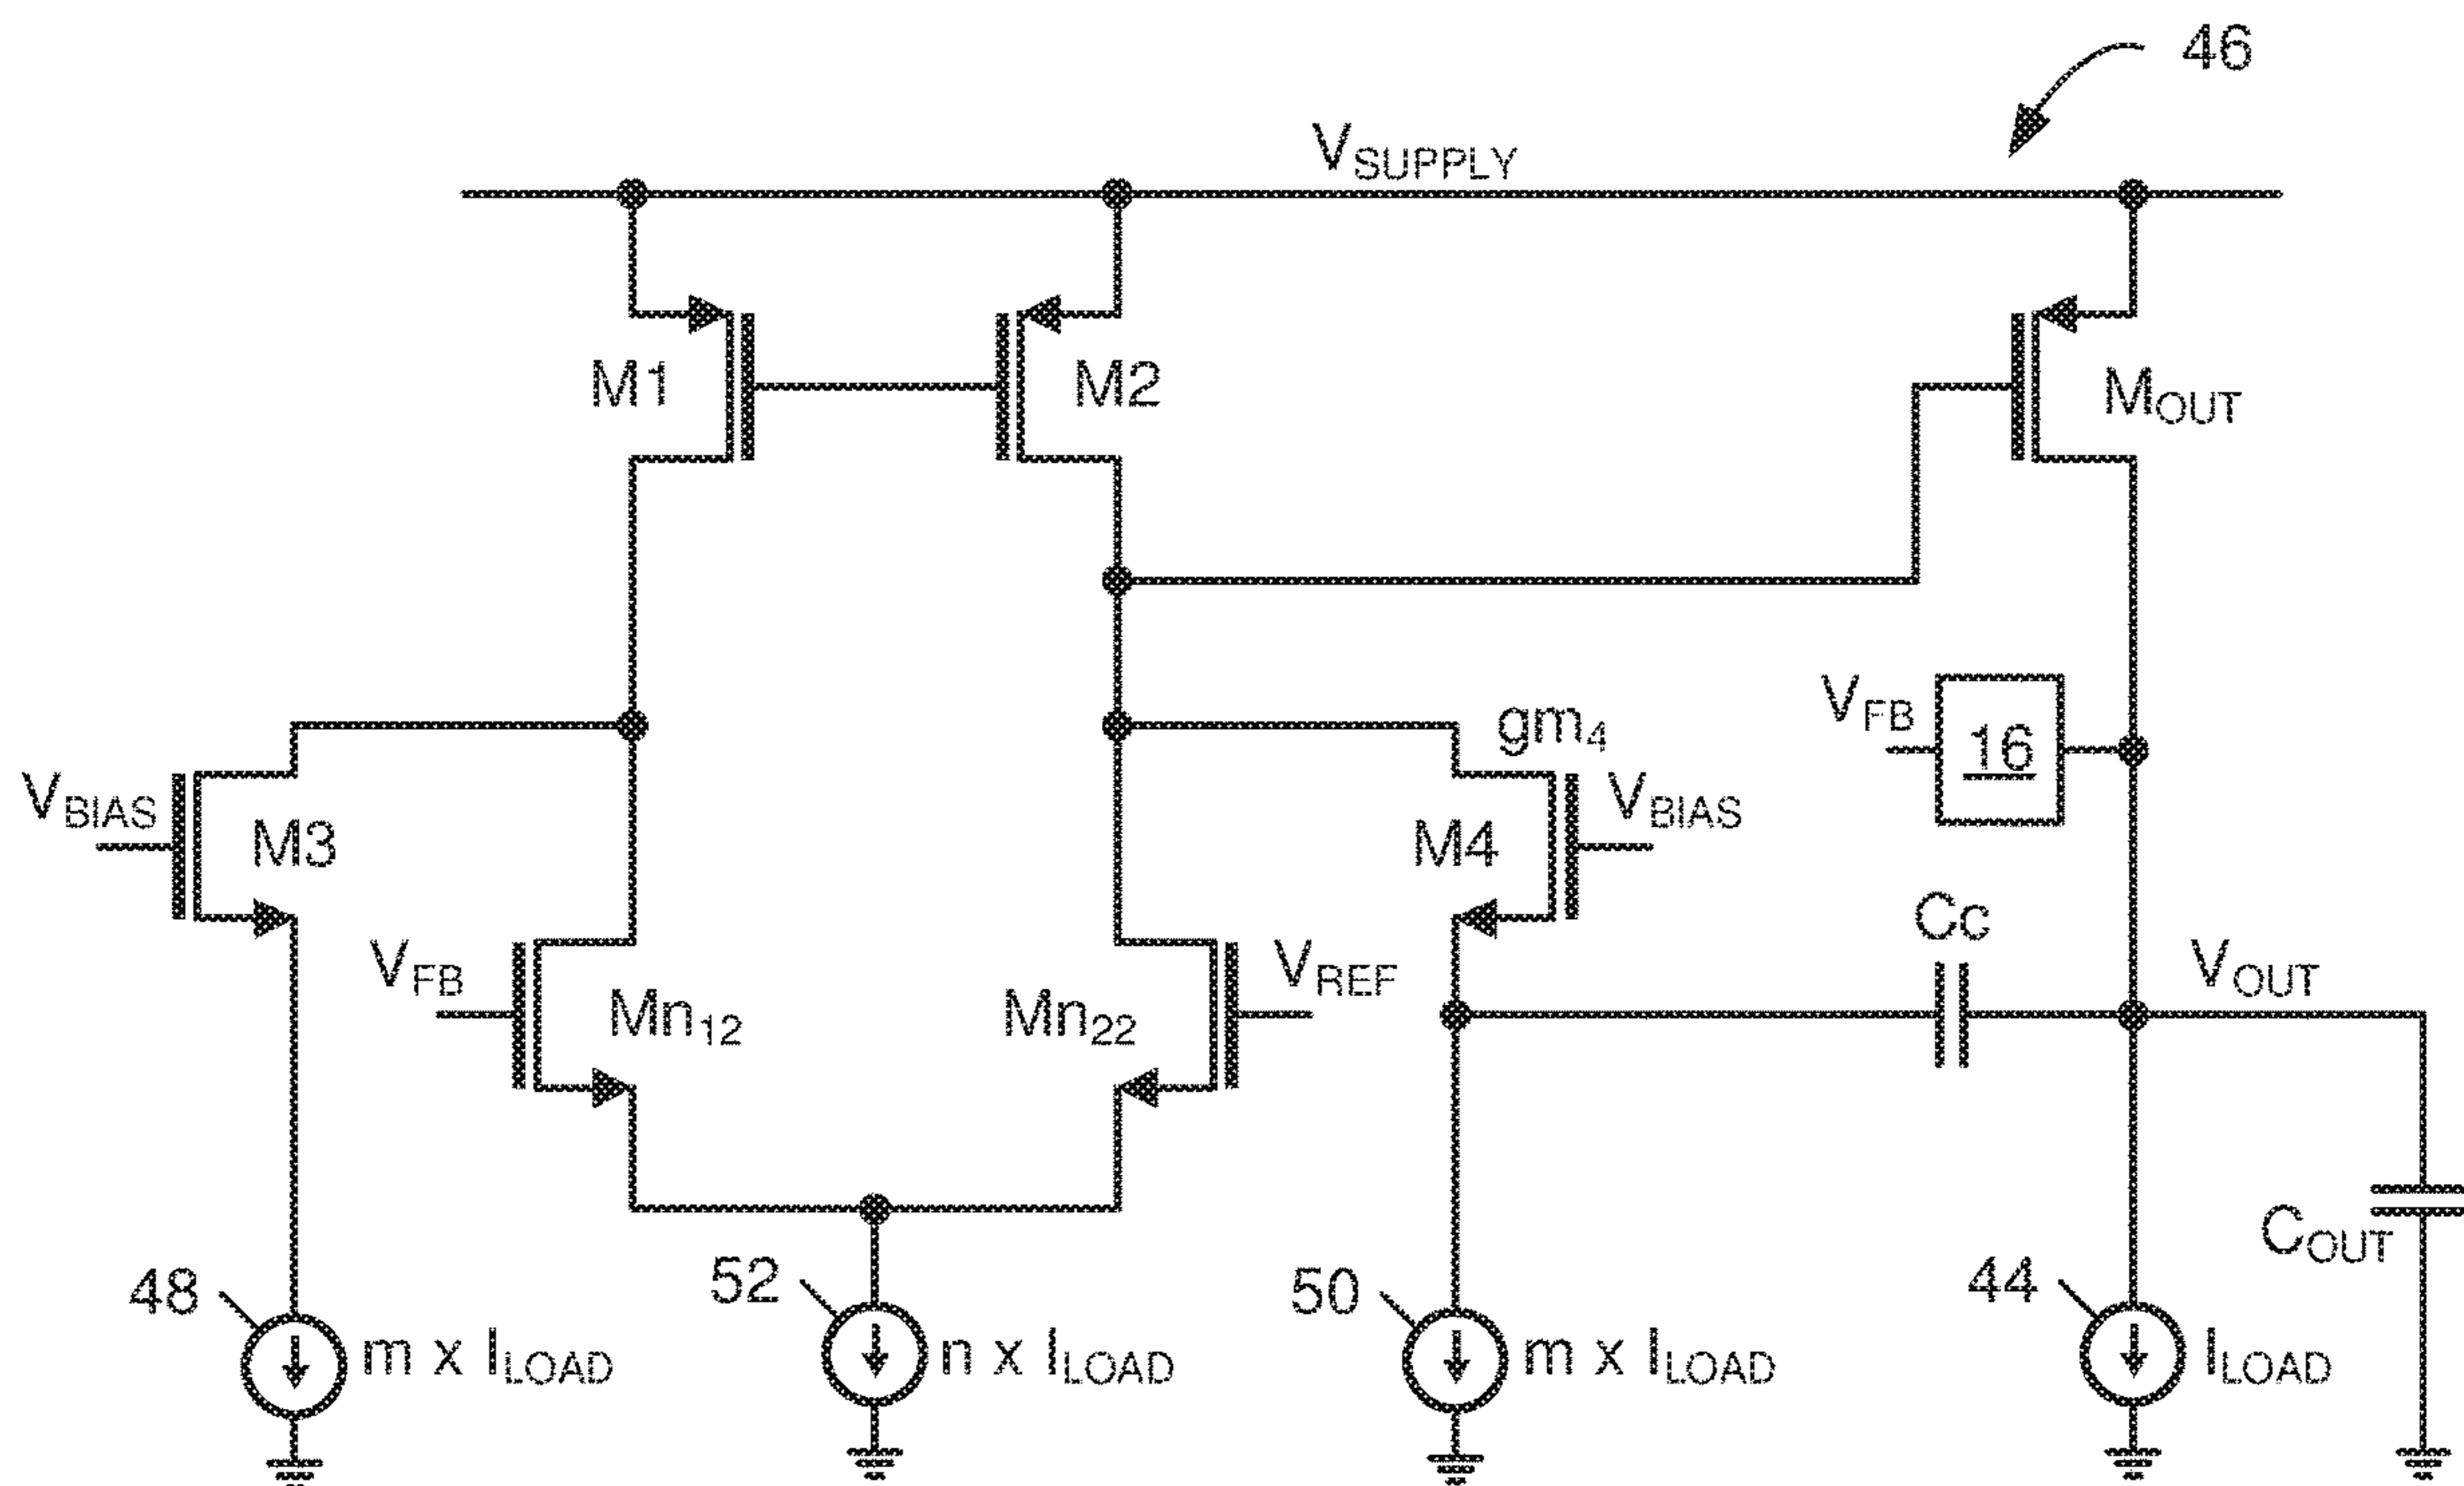 46
VSUPPLY
M1
M2
MOUT
VFB
16
gm4
VBIAS
M3
M4
VBIAS
Cc
VFB
Mn12
Mn22
VREF
VOUT
COUT
48
m x ILOAD
52
n x ILOAD
50
m x ILOAD
44
ILOAD